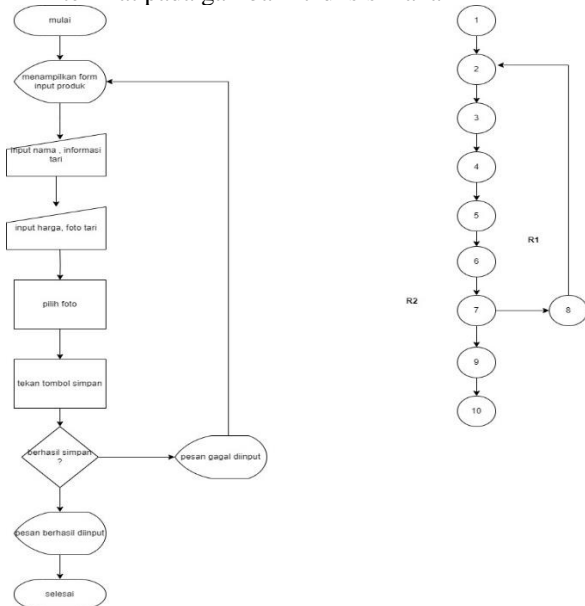 mulai
menampilkan form
input produk
input nama , informasi
tari
input harga, foto tari
pilih foto
tekan tombol simpan
berhasil simpan
?
pesan gagal diinput
pesan berhasil diinput
selesai
1
2
3
4
5
6
7
8
9
10
R1
R2